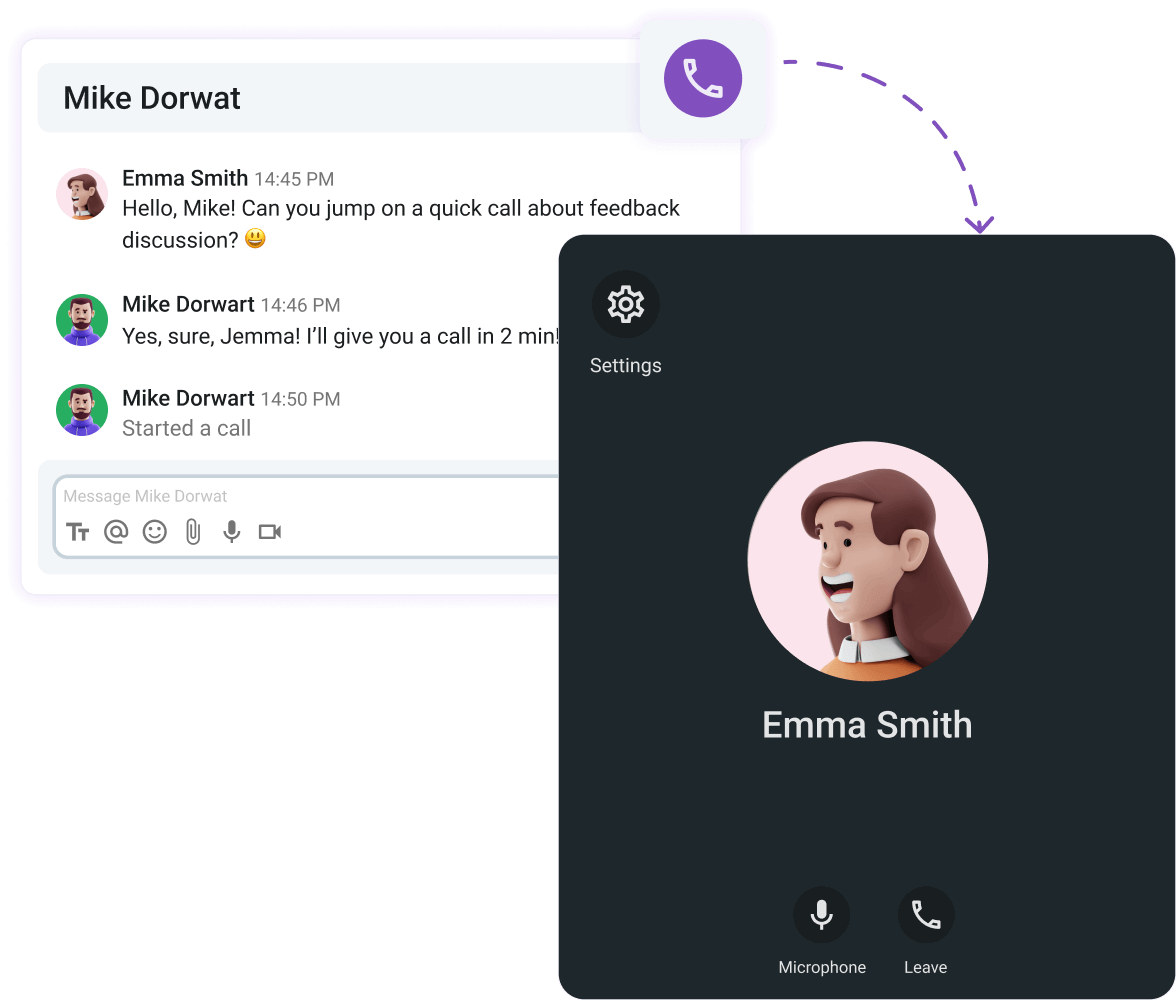 Mike Dorwat
Emma Smith 14:45 PM
Hello, Mike! Can you jump on a quick call about feedback
discussion? 😃
Mike Dorwart 14:46 PM
Yes, sure, Jemma! I’ll give you a call in 2 min!
Mike Dorwart 14:50 PM
Started a call
Message Mike Dorwat
Settings
Emma Smith
Microphone
Leave